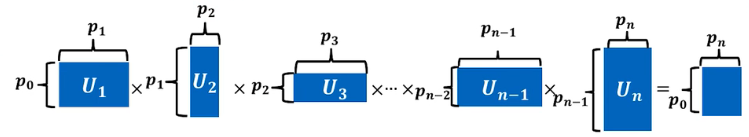 p₁ p₂ p₃ pₙ₋₁ pₙ pₙ
p₀ U₁ × p₁ U₂ × p₂ U₃ ×⋯× pₙ₋₂ Uₙ₋₁ × pₙ₋₁ Uₙ = p₀